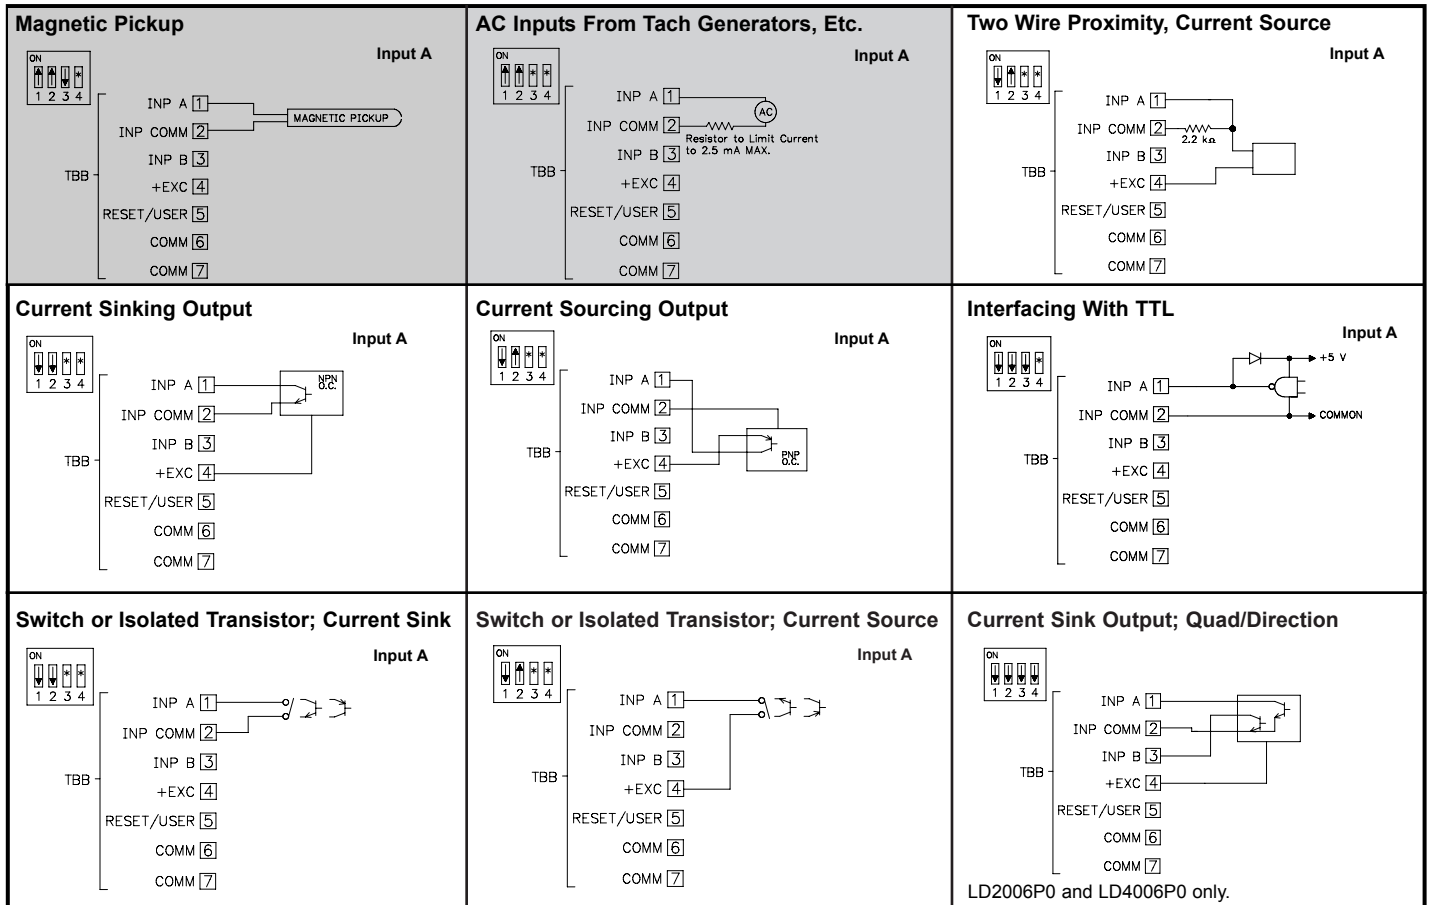 Magnetic Pickup
Input A
ON
* 
1 2 3 4
INP A 1
MAGNETIC PICKUP
INP COMM 2
INP B 3
TBB
+EXC 4
RESET/USER 5
COMM 6
COMM 7
AC Inputs From Tach Generators, Etc.
Input A
ON
* *
1 2 3 4
INP A 1
AC
INP COMM 2
Resistor to Limit Current
to 2.5 mA MAX.
INP B 3
TBB
+EXC 4
RESET/USER 5
COMM 6
COMM 7
Two Wire Proximity, Current Source
Input A
ON
* *
1 2 3 4
INP A 1
INP COMM 2
2.2 kΩ
INP B 3
TBB
+EXC 4
RESET/USER 5
COMM 6
COMM 7
Current Sinking Output
Input A
ON
* *
1 2 3 4
NPN
O.C.
INP A 1
INP COMM 2
INP B 3
TBB
+EXC 4
RESET/USER 5
COMM 6
COMM 7
Current Sourcing Output
Input A
ON
* *
1 2 3 4
INP A 1
INP COMM 2
INP B 3
TBB
PNP
O.C.
+EXC 4
RESET/USER 5
COMM 6
COMM 7
Interfacing With TTL
Input A
ON
*
1 2 3 4
+5 V
INP A 1
INP COMM 2
COMMON
INP B 3
TBB
+EXC 4
RESET/USER 5
COMM 6
COMM 7
Switch or Isolated Transistor; Current Sink
Input A
ON
* *
1 2 3 4
INP A 1
INP COMM 2
INP B 3
TBB
+EXC 4
RESET/USER 5
COMM 6
COMM 7
Switch or Isolated Transistor; Current Source
Input A
ON
* *
1 2 3 4
INP A 1
INP COMM 2
INP B 3
TBB
+EXC 4
RESET/USER 5
COMM 6
COMM 7
Current Sink Output; Quad/Direction
ON
1 2 3 4
INP A 1
INP COMM 2
INP B 3
TBB
+EXC 4
RESET/USER 5
COMM 6
COMM 7
LD2006P0 and LD4006P0 only.